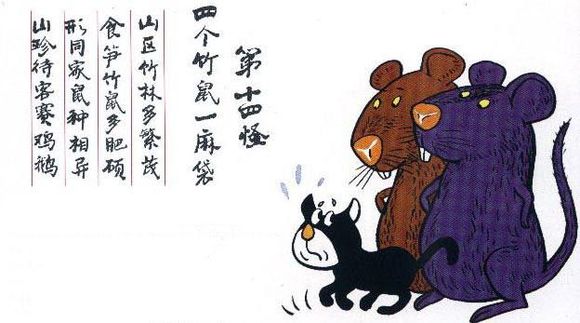 第十四怪
四个竹鼠一麻袋
山区竹林多繁茂
食笋竹鼠多肥硕
形同家鼠种相异
山珍待客赛鸡鹅